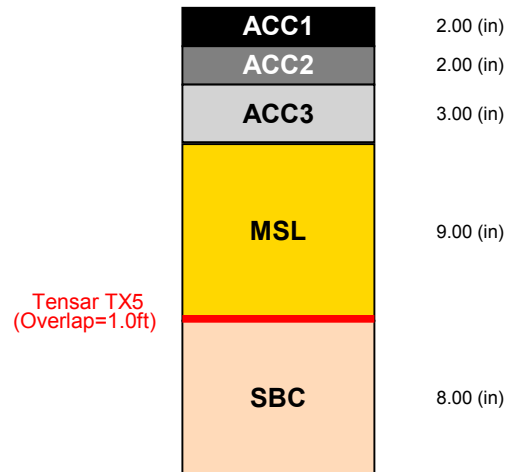 ACC1 2.00 (in)
ACC2 2.00 (in)
ACC3 3.00 (in)
MSL 9.00 (in)
Tensar TX5
(Overlap=1.0ft)
SBC 8.00 (in)